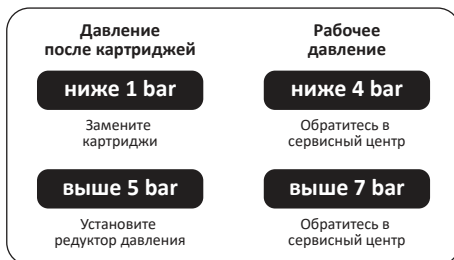 Давление
после картриджей
ниже 1 bar
Замените
картриджи
выше 5 bar
Установите
редуктор давления
Рабочее
давление
ниже 4 bar
Обратитесь в
сервисный центр
выше 7 bar
Обратитесь в
сервисный центр